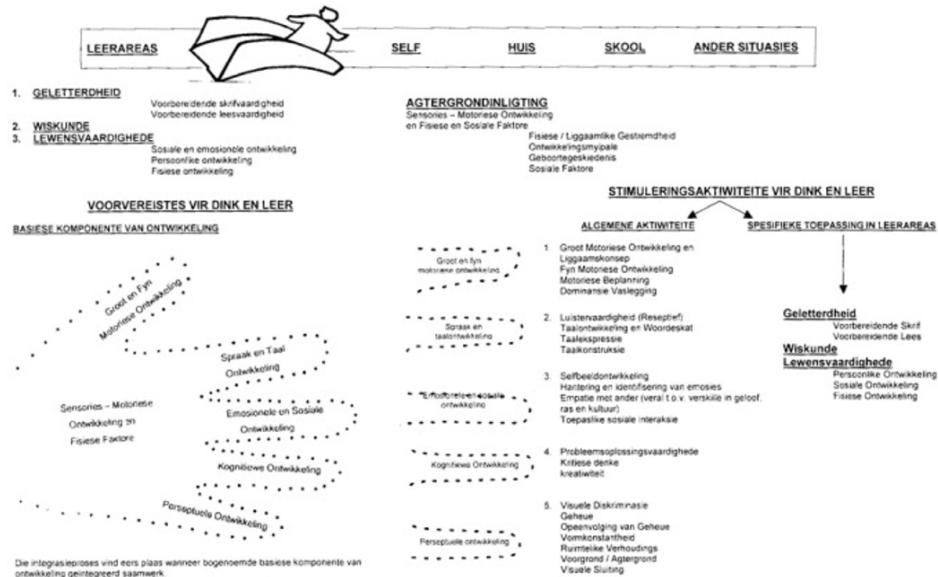 LEERAREAS
SELF
HUIS
SKOOL
ANDER SITUASIES
1. GELETTERDHEID
Voorbereidende skrifvaardigheid
Voorbereidende leesvaardigheid
2. WISKUNDE
3. LEWENSVAARDIGHEDE
Sosiale en emosionele ontwikkeling
Persoonlike ontwikkeling
Fisiese ontwikkeling
AGTERGRONDINLIGTING
Sensories – Motoriese Ontwikkeling
en Fisiese en Sosiale Faktore
Fisiese / Liggaamlike Gestremdheid
Ontwikkelingsmylpale
Geboortegeskiedenis
Sosiale Faktore
VOORVEREISTES VIR DINK EN LEER
BASIESE KOMPONENTE VAN ONTWIKKELING
Groot en Fyn
Motoriese Ontwikkeling
Spraak en Taal
Ontwikkeling
Sensories – Motoriese
Ontwikkeling en
Fisiese Faktore
Emosionele en Sosiale
Ontwikkeling
Kognitiewe Ontwikkeling
Perseptuele Ontwikkeling
Die integrasieproses vind eers plaas wanneer bogenoemde basiese komponente van
ontwikkeling geïntegreerd saamwerk.
STIMULERINGSAKTIWITEITE VIR DINK EN LEER
ALGEMENE AKTIWITEITE
SPESIFIEKE TOEPASSING IN LEERAREAS
Groot en fyn
motoriese ontwikkeling
1. Groot Motoriese Ontwikkeling en
Liggaamskonsep
Fyn Motoriese Ontwikkeling
Motoriese Beplanning
Dominansie Vaslegging
Spraak en
taalontwikkeling
2. Luistervaardigheid (Reseptief)
Taalontwikkeling en Woordeskat
Taalekspressie
Taalkonstruksie
Emosionele en sosiale
ontwikkeling
3. Selfbeeldontwikkeling
Hantering en identifisering van emosies
Empatie met ander (veral t.o.v. verskille in geloof,
ras en kultuur)
Toepaslike sosiale interaksie
Kognitiewe Ontwikkeling
4. Probleemsoplossingsvaardighede
Kritiese denke
kreatiwiteit
Perseptuele ontwikkeling
5. Visuele Diskriminasie
Geheue
Opeenvolging van Geheue
Vormkonstantheid
Ruimtelike Verhoudings
Voorgrond / Agtergrond
Visuele Sluiting
Geletterdheid
Voorbereidende Skrif
Voorbereidende Lees
Wiskunde
Lewensvaardighede
Persoonlike Ontwikkeling
Sosiale Ontwikkeling
Fisiese Ontwikkeling